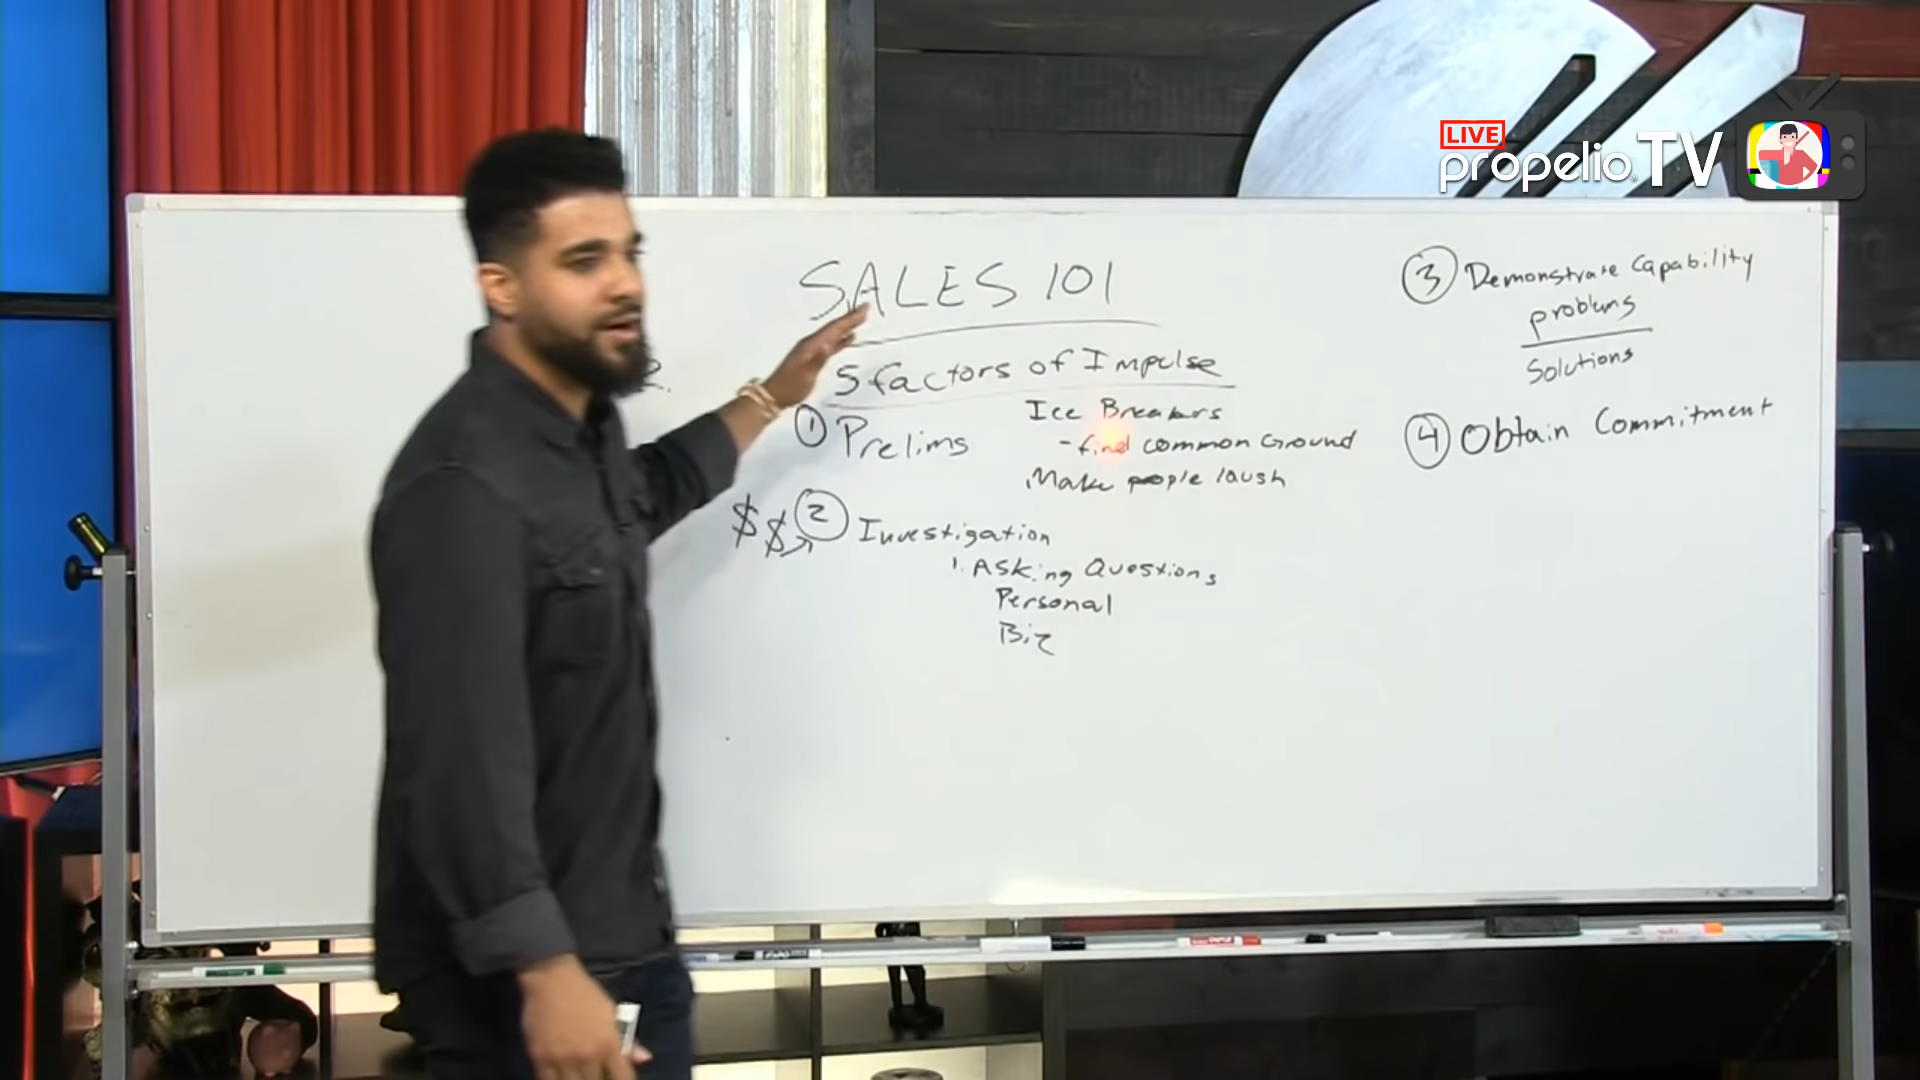 LIVE
propelio.TV
SALES 101
5 factors of Impulse
① Prelims
Ice Breakers
- find common Ground
Make people laugh
$$ ② Investigation
1. Asking Questions
Personal
Biz
③ Demonstrate Capability
problems
Solutions
④ Obtain Commitment